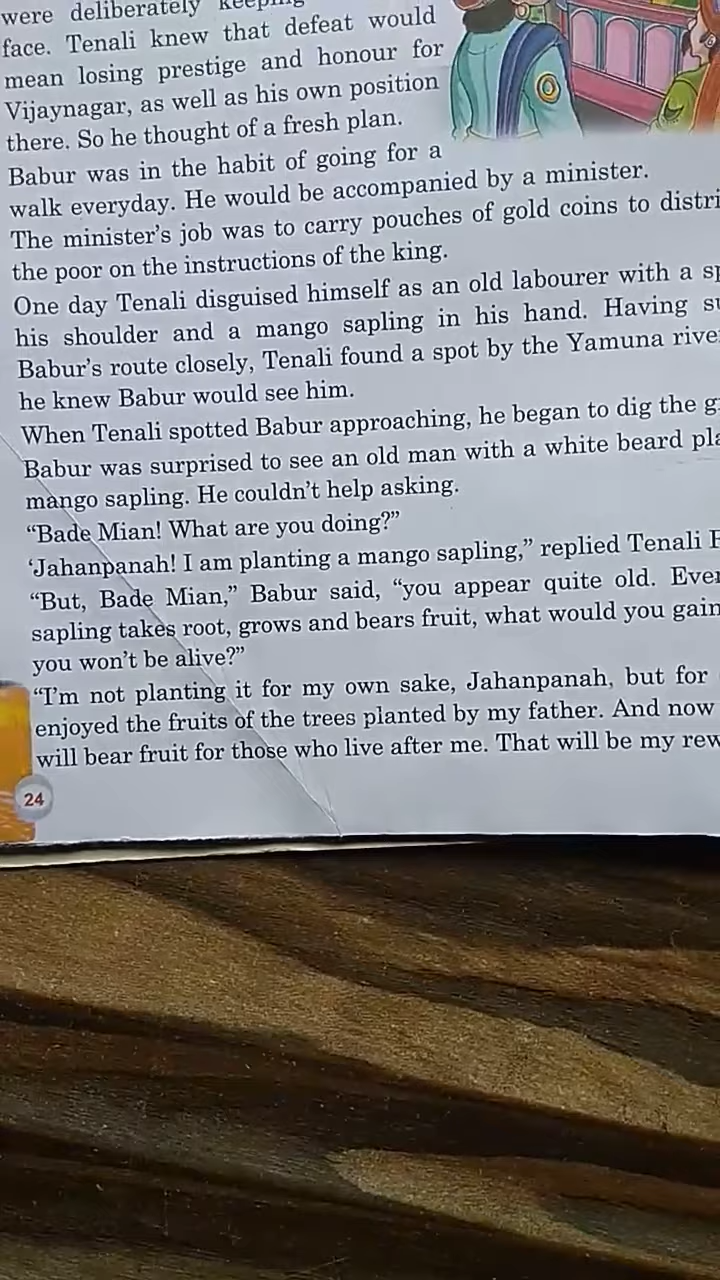 were deliberately keeping
face. Tenali knew that defeat would
mean losing prestige and honour for
Vijaynagar, as well as his own position
there. So he thought of a fresh plan.
Babur was in the habit of going for a
walk everyday. He would be accompanied by a minister.
The minister's job was to carry pouches of gold coins to
the poor on the instructions of the king.
One day Tenali disguised himself as an old labourer with a
his shoulder and a mango sapling in his hand. Having
Babur's route closely, Tenali found a spot by the Yamuna
he knew Babur would see him.
When Tenali spotted Babur approaching, he began to dig the
Babur was surprised to see an old man with a white beard
mango sapling. He couldn't help asking.
“Bade Mian! What are you doing?”
‘Jahanpanah! I am planting a mango sapling,” replied Tenali
“But, Bade Mian,” Babur said, “you appear quite old.
sapling takes root, grows and bears fruit, what would you gain
you won't be alive?”
“I'm not planting it for my own sake, Jahanpanah, but for
enjoyed the fruits of the trees planted by my father. And now
will bear fruit for those who live after me. That will be my
24